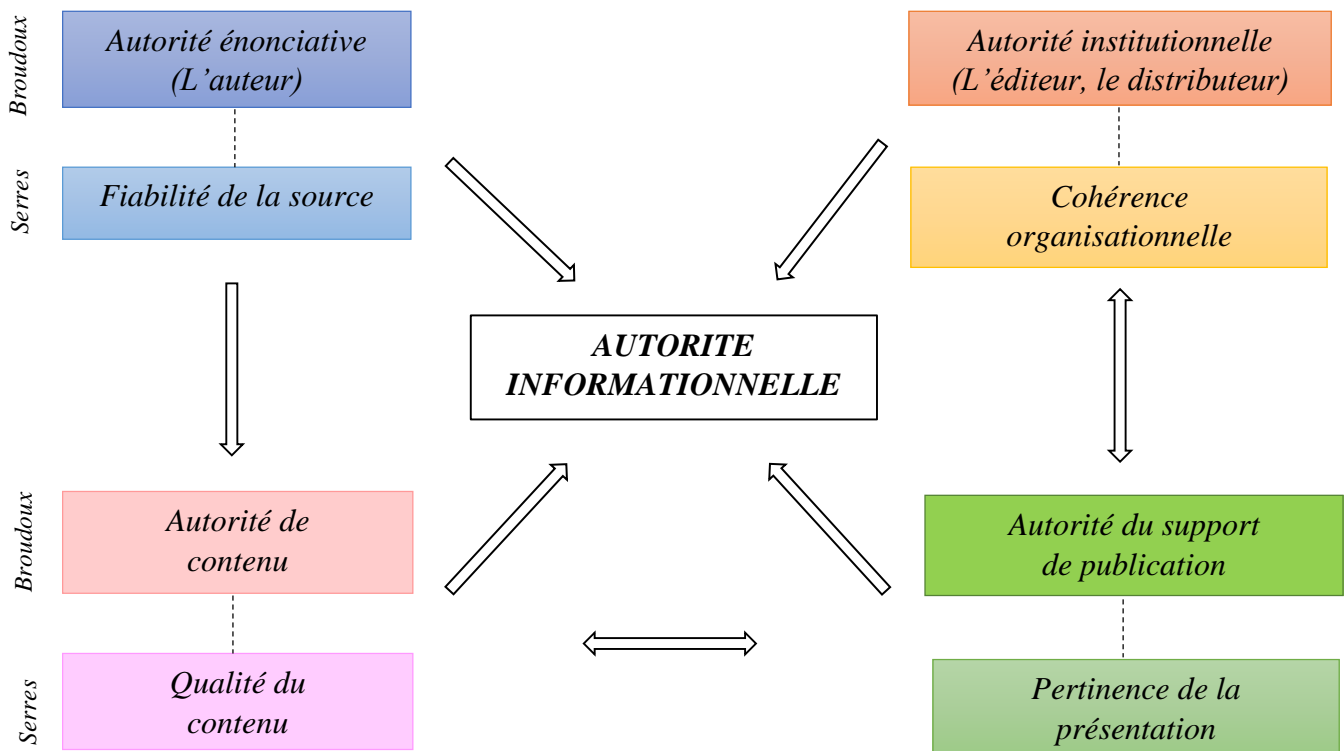 Broudoux
Autorité énonciative
(L'auteur)
Autorité institutionnelle
(L'éditeur, le distributeur)
Serres
Fiabilité de la source
Cohérence
organisationnelle
AUTORITE
INFORMATIONNELLE
Broudoux
Autorité de
contenu
Autorité du support
de publication
Serres
Qualité du
contenu
Pertinence de la
présentation